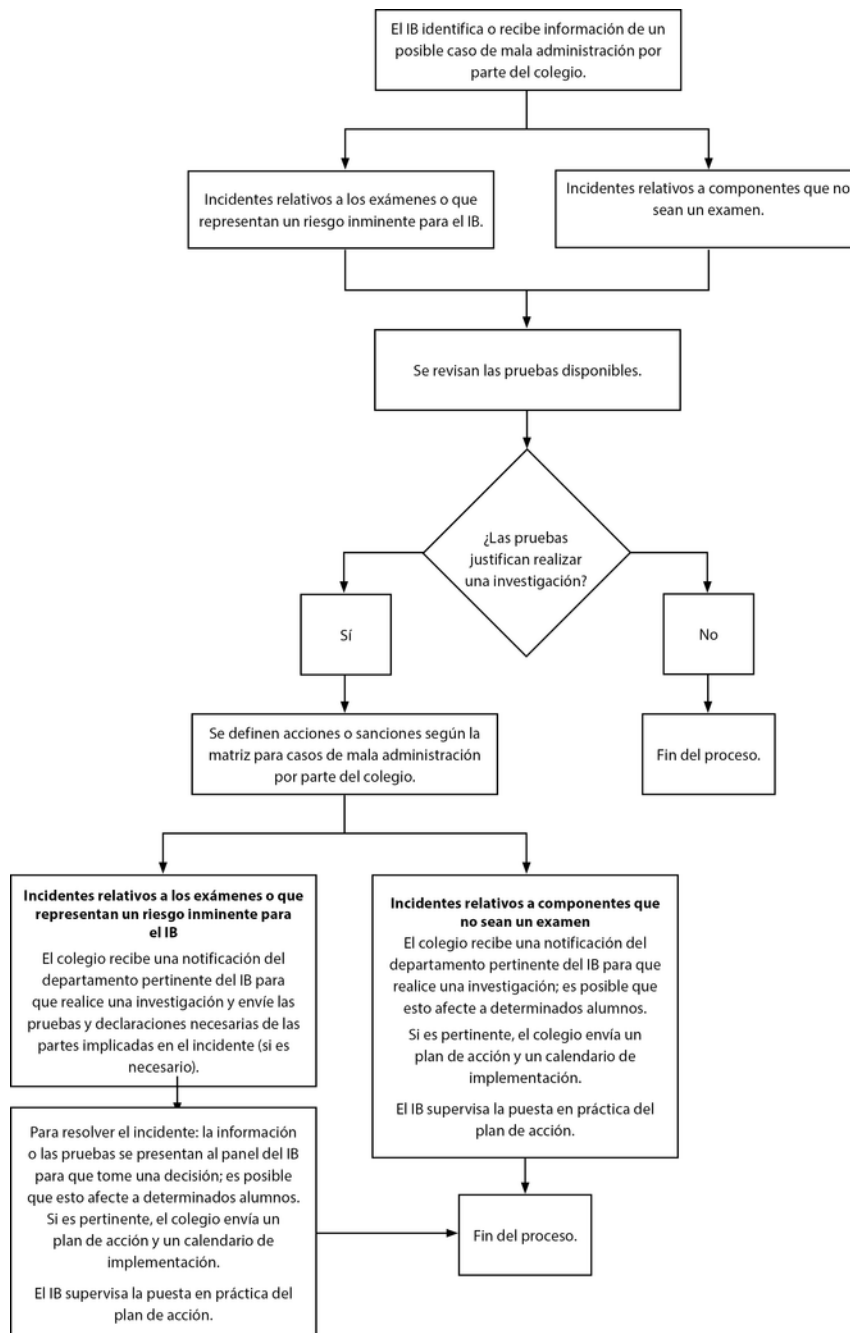 El IB identifica o recibe información de un
posible caso de mala administración por
parte del colegio.
Incidentes relativos a los exámenes o que
representan un riesgo inminente para el IB.
Incidentes relativos a componentes que no
sean un examen.
Se revisan las pruebas disponibles.
¿Las pruebas
justifican realizar
una investigación?
Sí
No
Se definen acciones o sanciones según la
matriz para casos de mala administración
por parte del colegio.
Fin del proceso.
Incidentes relativos a los exámenes o que
representan un riesgo inminente para
el IB
El colegio recibe una notificación del
departamento pertinente del IB para
que realice una investigación y envíe las
pruebas y declaraciones necesarias de las
partes implicadas en el incidente (si es
necesario).
Incidentes relativos a componentes que
no sean un examen
El colegio recibe una notificación del
departamento pertinente del IB para que
realice una investigación; es posible que
esto afecte a determinados alumnos.
Si es pertinente, el colegio envía un
plan de acción y un calendario de
implementación.
El IB supervisa la puesta en práctica del
plan de acción.
Para resolver el incidente: la información
o las pruebas se presentan al panel del IB
para que tome una decisión; es posible
que esto afecte a determinados alumnos.
Si es pertinente, el colegio envía un
plan de acción y un calendario de
implementación.
El IB supervisa la puesta en práctica del
plan de acción.
Fin del proceso.